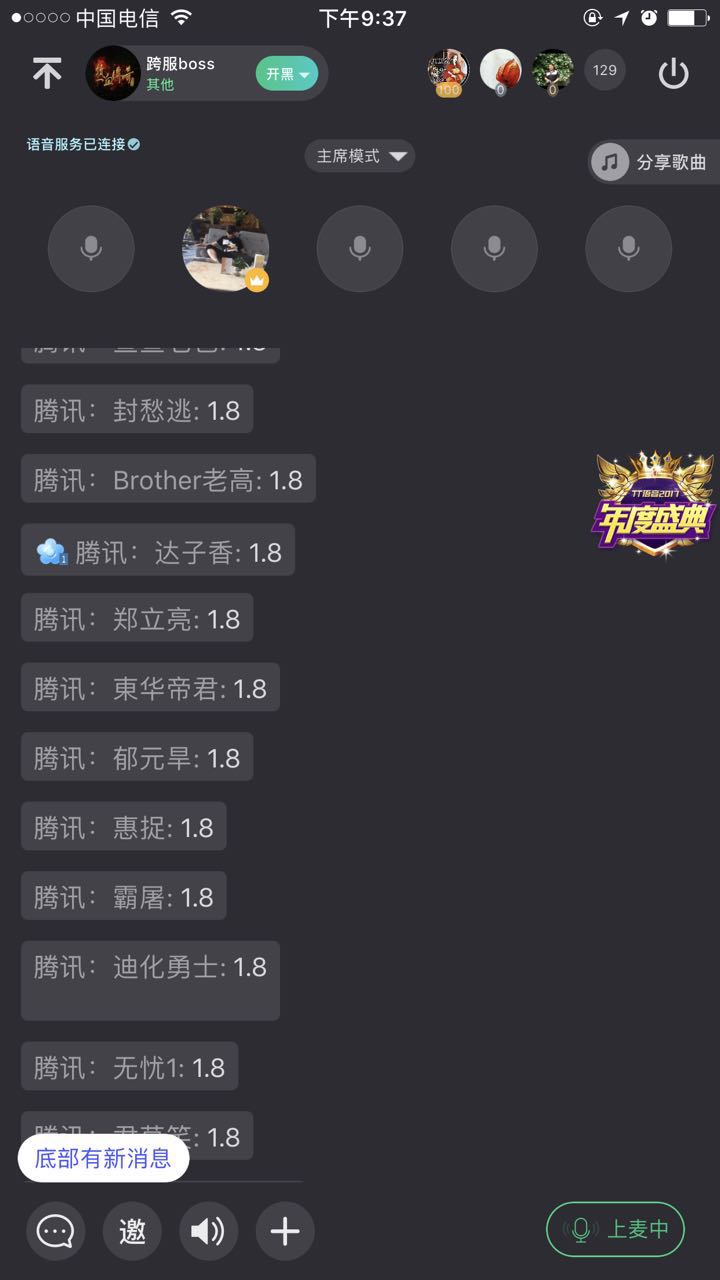 中国电信
下午9:37
跨服boss
其他
开黑
100
0
0
129
语音服务已连接
主席模式
分享歌曲
腾讯：封愁逃: 1.8
腾讯：Brother老高: 1.8
TT语音2017
年度盛典
1 腾讯：达子香: 1.8
腾讯：郑立亮: 1.8
腾讯：東华帝君: 1.8
腾讯：郁元旱: 1.8
腾讯：惠捉: 1.8
腾讯：霸屠: 1.8
腾讯：迪化勇士: 1.8
腾讯：无忧1: 1.8
1.8
底部有新消息
邀
上麦中